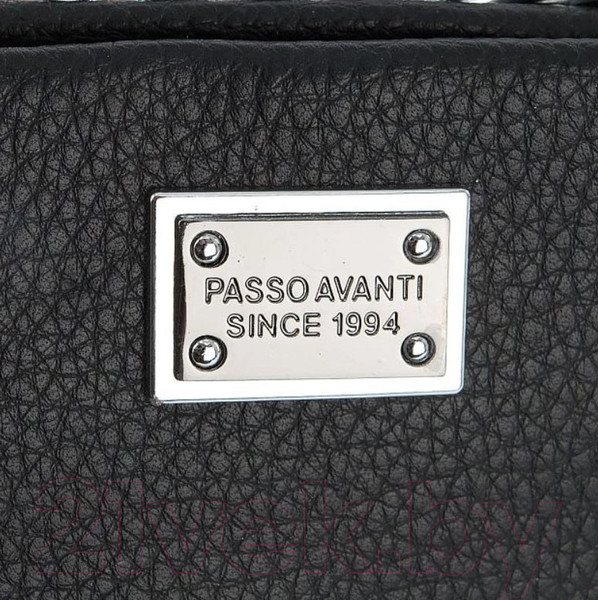 PASSO AVANTI
SINCE 1994
21vek.by